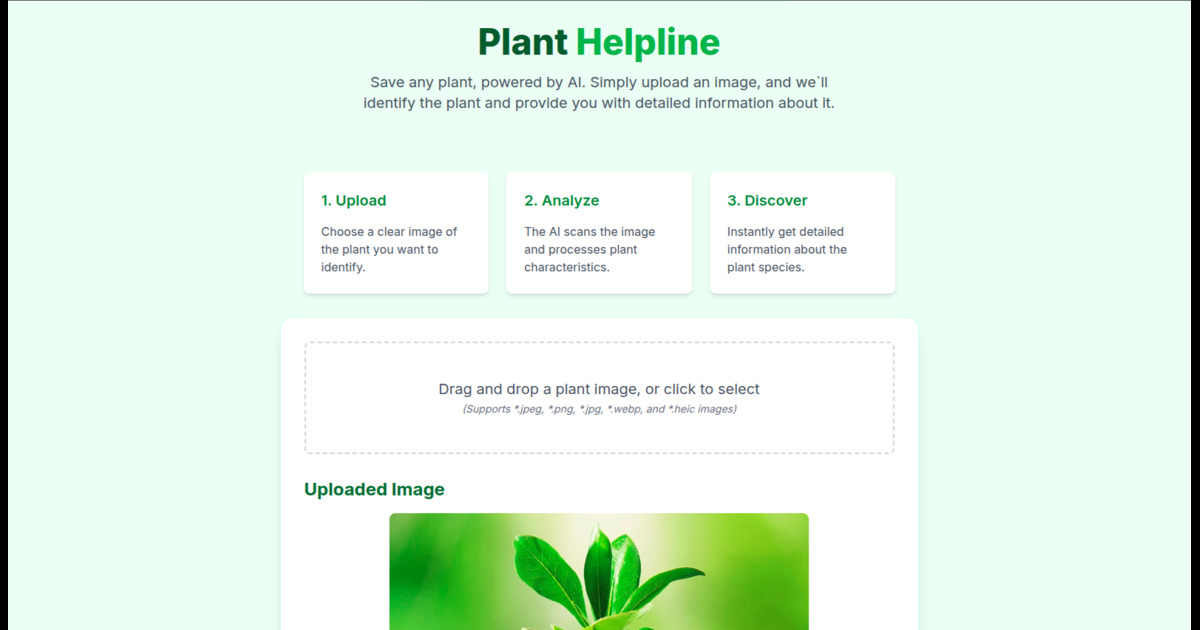 Plant Helpline
Save any plant, powered by AI. Simply upload an image, and we`ll
identify the plant and provide you with detailed information about it.
1. Upload
Choose a clear image of
the plant you want to
identify.
2. Analyze
The AI scans the image
and processes plant
characteristics.
3. Discover
Instantly get detailed
information about the
plant species.
Drag and drop a plant image, or click to select
(Supports *.jpeg, *.png, *.jpg, *.webp, and *.heic images)
Uploaded Image